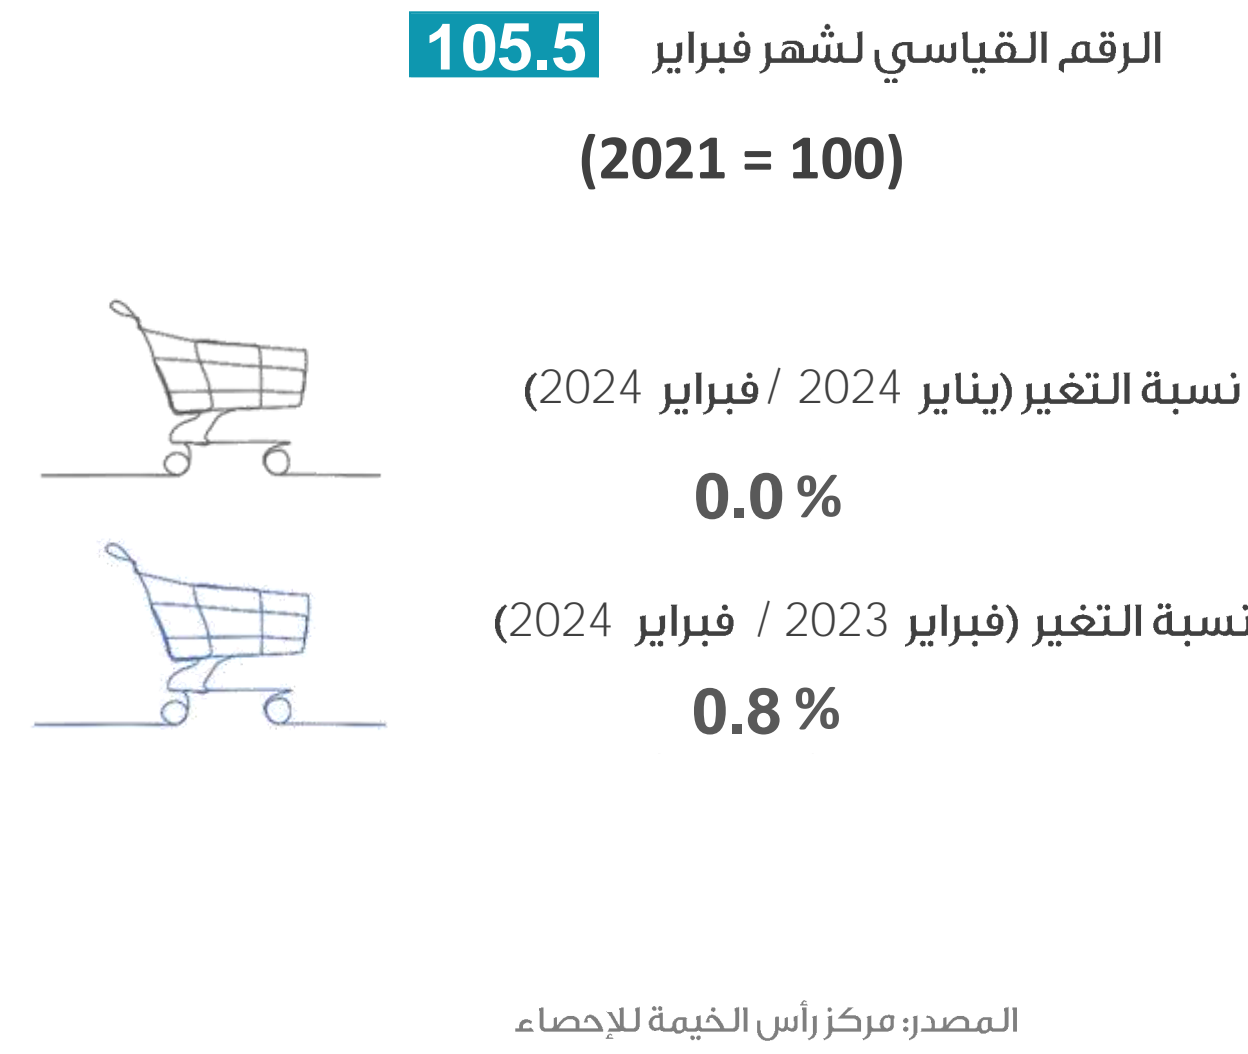 الرقم القياسي لشهر فبراير 105.5
(2021 = 100)
نسبة التغير (يناير 2024 / فبراير 2024)
0.0 %
نسبة التغير (فبراير 2023 / فبراير 2024)
0.8 %
المصدر: مركز رأس الخيمة للإحصاء